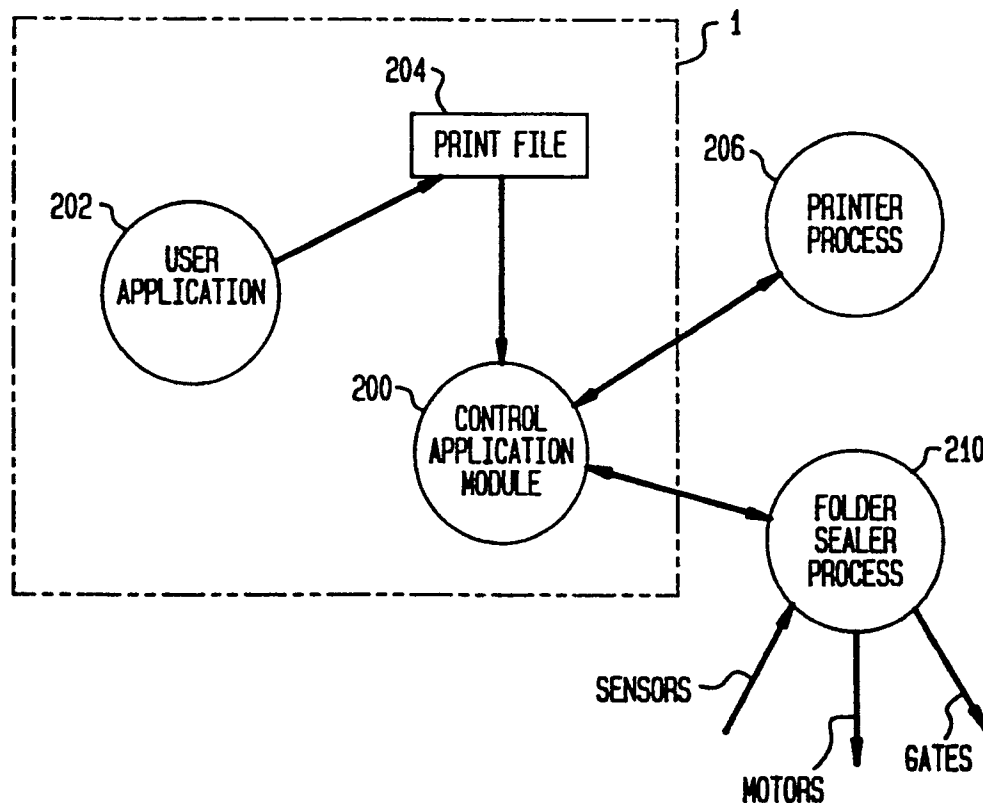 1
204
PRINT FILE
202
USER
APPLICATION
206
PRINTER
PROCESS
200
CONTROL
APPLICATION
MODULE
210
FOLDER
SEALER
PROCESS
SENSORS
MOTORS
GATES